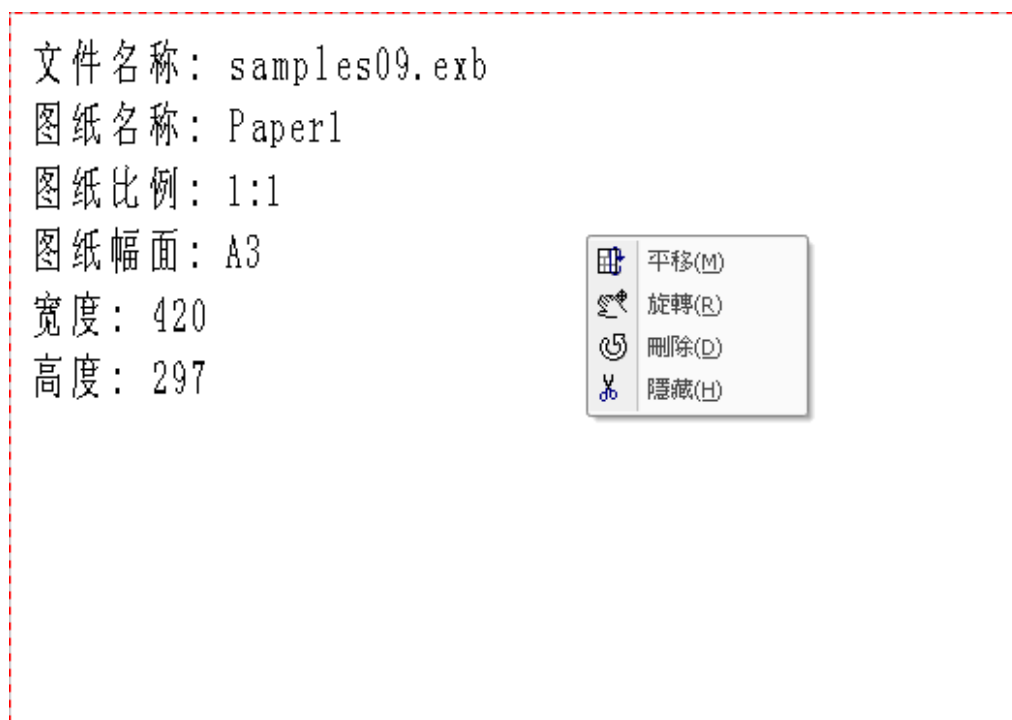 文件名称: samples09.exb
图纸名称: Paper1
图纸比例: 1:1
图纸幅面: A3
宽度: 420
高度: 297
平移(M)
旋轉(R)
刪除(D)
隱藏(H)